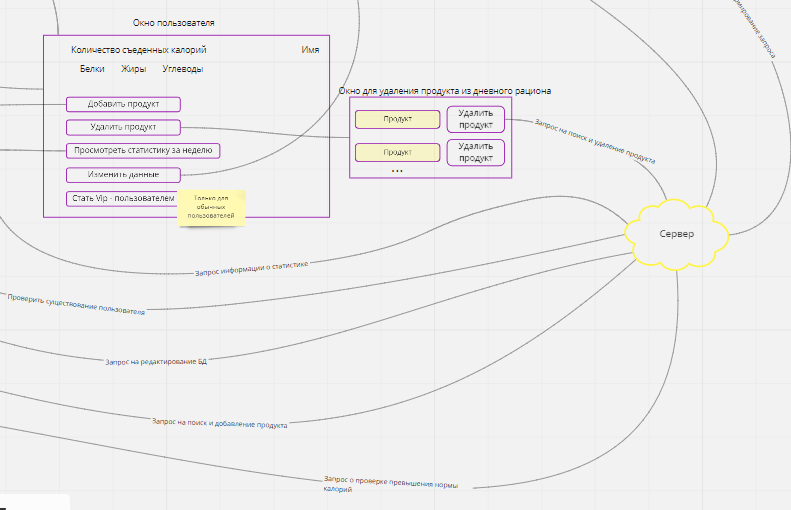 Окно пользователя
Количество съеденных калорий
Имя
Белки Жиры Углеводы
Добавить продукт
Удалить продукт
Просмотреть статистику за неделю
Изменить данные
Стать Vip - пользователем
Только для
обычных
пользователей
Окно для удаления продукта из дневного рациона
Продукт
Удалить
продукт
Продукт
Удалить
продукт
...
Запрос на поиск и удаление продукта
запроса
Сервер
Запрос информации о статистике
Проверить существование пользователя
Запрос на редактирование БД
Запрос на поиск и добавление продукта
Запрос о проверке превышения нормы
калорий